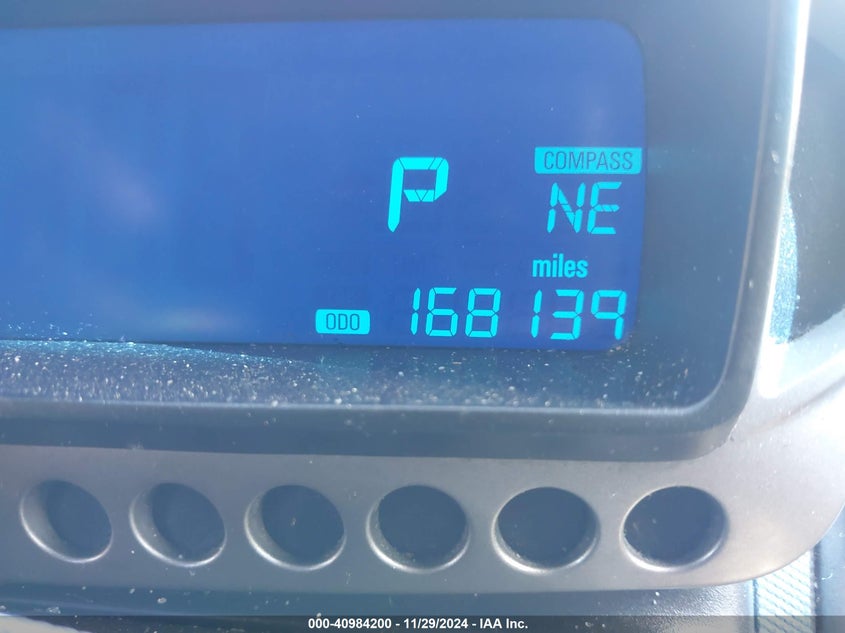 P
COMPASS
NE
miles
ODO 168139
000-40984200 - 11/29/2024 - IAA Inc.